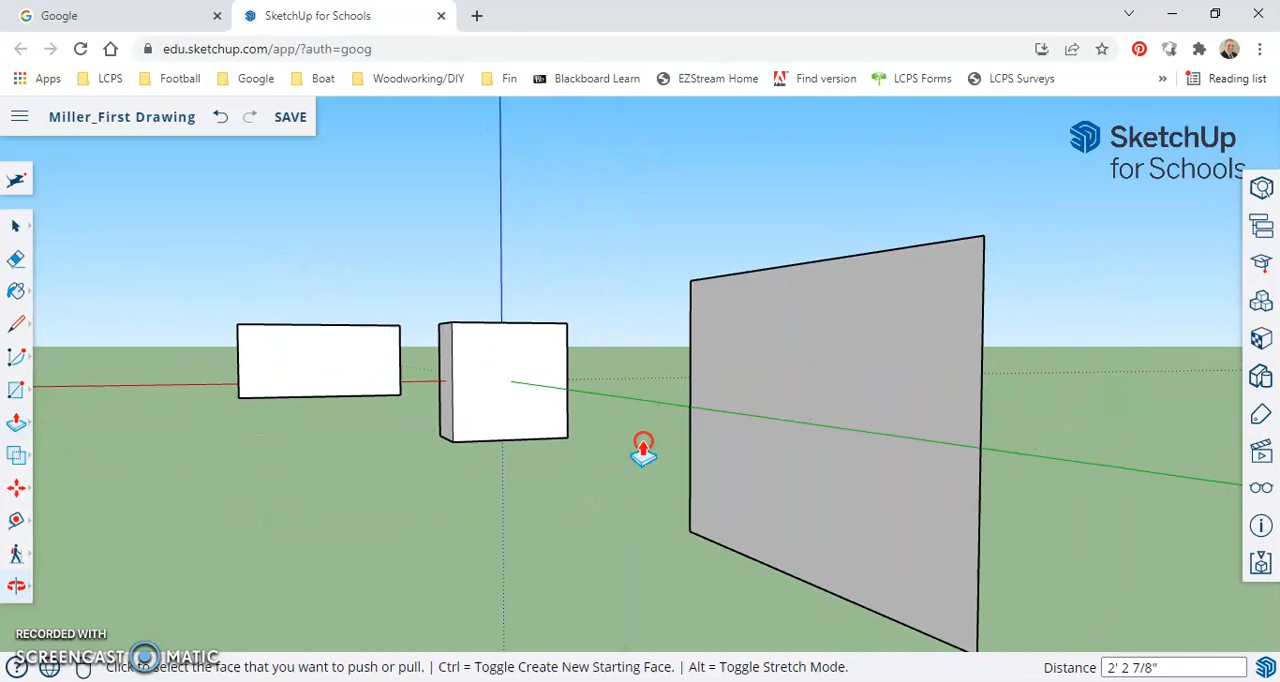 Google
SketchUp for Schools
edu.sketchup.com/app/?auth=goog
Apps LCPS Football Google Boat Woodworking/DIY Fin Blackboard Learn EZStream Home Find version LCPS Forms LCPS Surveys » Reading list
Miller_First Drawing SAVE
SketchUp
for Schools
RECORDED WITH
SCREENCAST MATIC
Click to select the face that you want to push or pull. | Ctrl = Toggle Create New Starting Face. | Alt = Toggle Stretch Mode. Distance 2' 2 7/8"